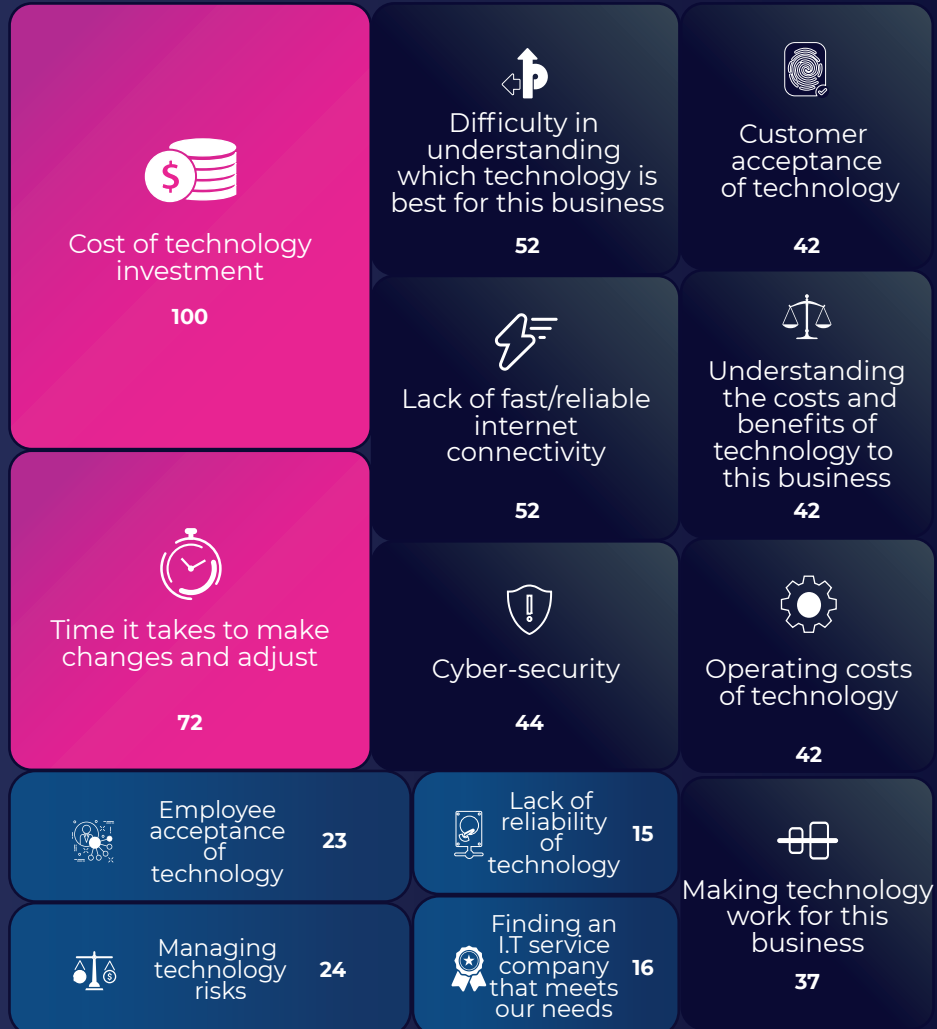 Cost of technology
investment
100
Difficulty in
understanding
which technology is
best for this business
52
Customer
acceptance
of technology
42
Lack of fast/reliable
internet
connectivity
52
Understanding
the costs and
benefits of
technology to
this business
42
Time it takes to make
changes and adjust
72
Cyber-security
44
Operating costs
of technology
42
Employee
acceptance
of
technology
23
Lack of
reliability
of
technology
15
Making technology
work for this
business
37
Managing
technology
risks
24
Finding an
I.T service
company
that meets
our needs
16